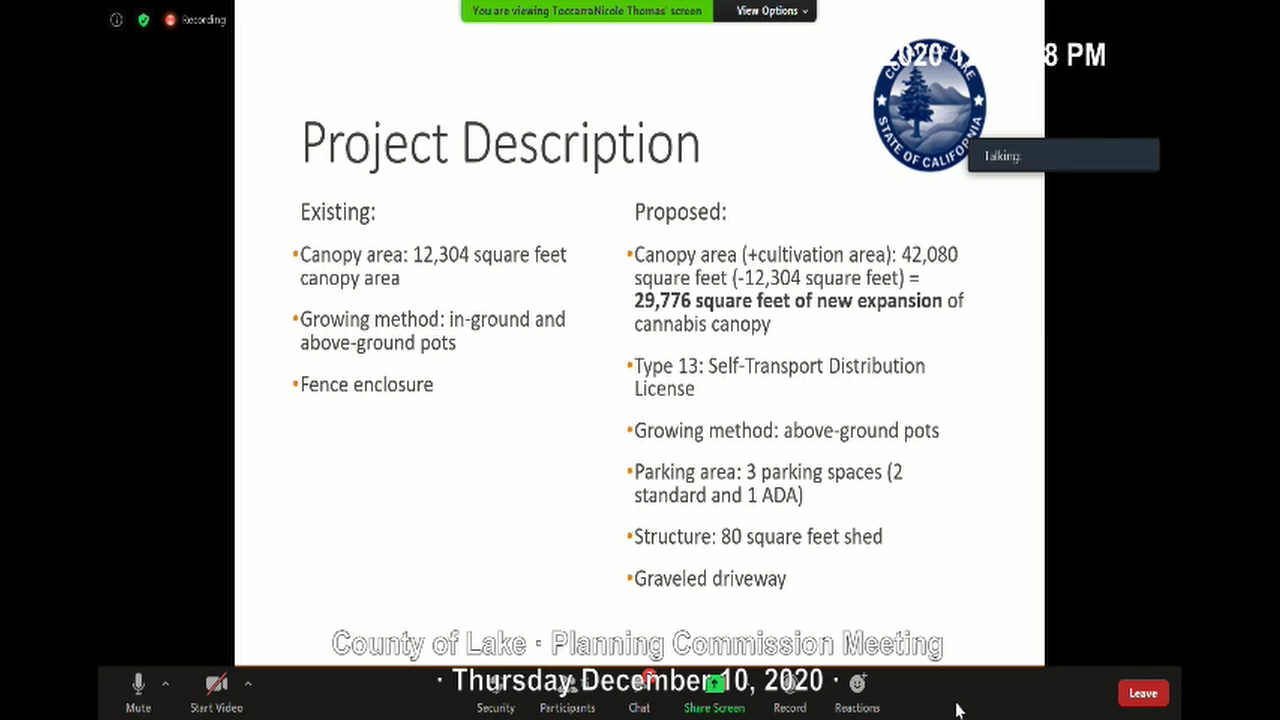 Recording
You are viewing ToccarraNicole Thomas' screen
View Options
2020
8 PM
COUNTY OF LAKE
STATE OF CALIFORNIA
Talking:
Project Description
Existing:
•Canopy area: 12,304 square feet
canopy area
•Growing method: in-ground and
above-ground pots
•Fence enclosure
Proposed:
•Canopy area (+cultivation area): 42,080
square feet (-12,304 square feet) =
29,776 square feet of new expansion of
cannabis canopy
•Type 13: Self-Transport Distribution
License
•Growing method: above-ground pots
•Parking area: 3 parking spaces (2
standard and 1 ADA)
•Structure: 80 square feet shed
•Graveled driveway
County of Lake · Planning Commission Meeting
· Thursday December 10, 2020 ·
Mute
Start Video
Security
Participants
Chat
Share Screen
Record
Reactions
Leave